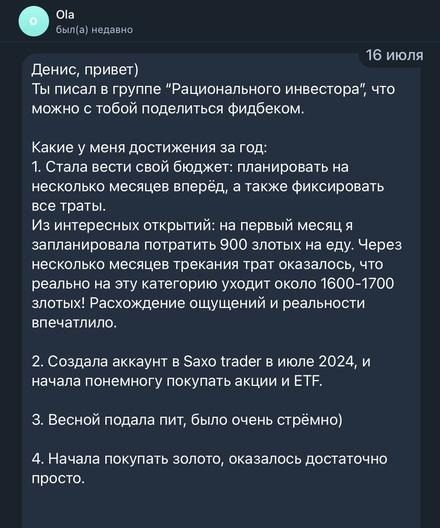 Ola
был(а) недавно
16 июля
Денис, привет)
Ты писал в группе “Рационального инвестора”, что
можно с тобой поделиться фидбеком.
Какие у меня достижения за год:
1. Стала вести свой бюджет: планировать на
несколько месяцев вперёд, а также фиксировать
все траты.
Из интересных открытий: на первый месяц я
запланировала потратить 900 злотых на еду. Через
несколько месяцев трекания трат оказалось, что
реально на эту категорию уходит около 1600-1700
злотых! Расхождение ощущений и реальности
впечатлило.
2. Создала аккаунт в Saxo trader в июле 2024, и
начала понемногу покупать акции и ETF.
3. Весной подала пит, было очень стрёмно)
4. Начала покупать золото, оказалось достаточно
просто.